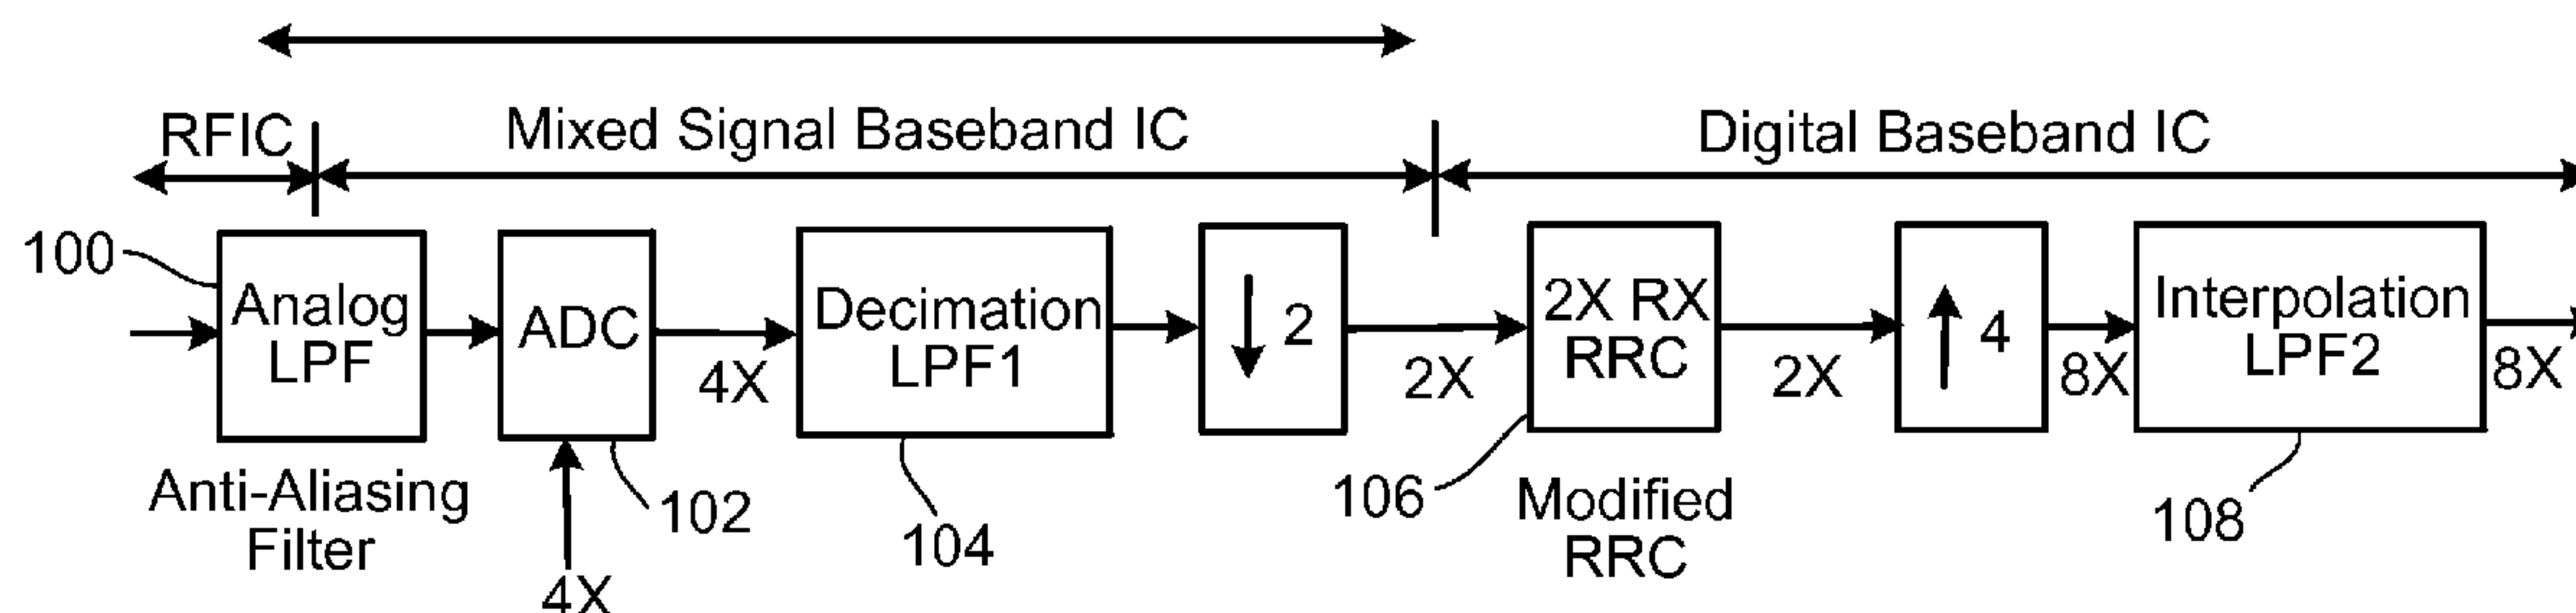 RFIC
Mixed Signal Baseband IC
Digital Baseband IC
100
Analog
LPF
ADC
4X
Decimation
LPF1
↓ 2
2X
2X RX
RRC
2X
↑ 4
8X
Interpolation
LPF2
8X
Anti-Aliasing
Filter
4X
102
104
106
Modified
RRC
108